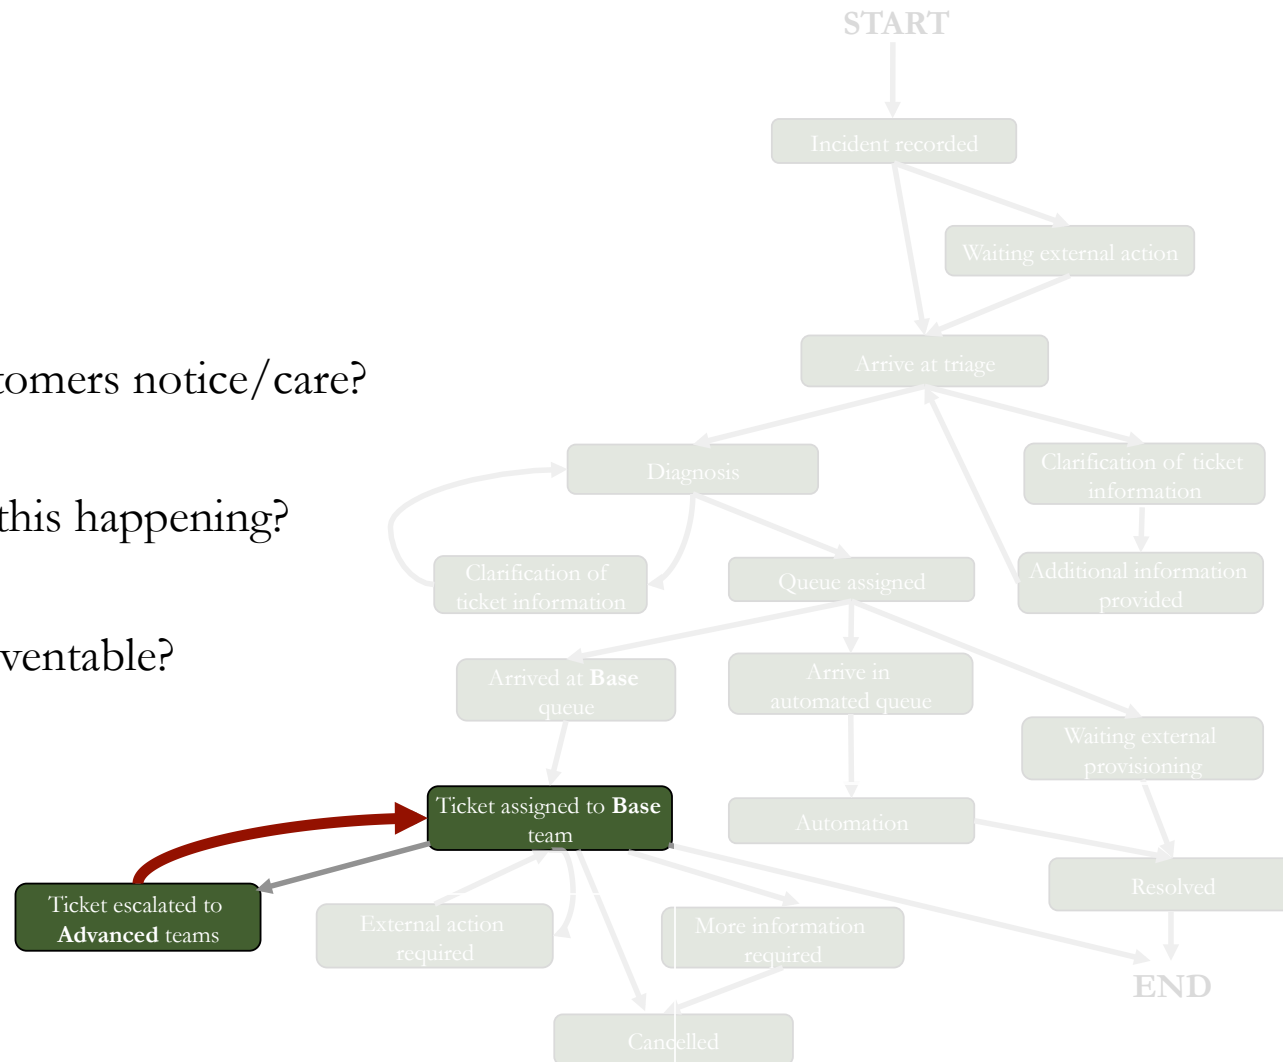 START
Incident recorded
Waiting external action
Arrive at triage
tomers notice/care?
Diagnosis
Clarification of ticket
information
this happening?
Clarification of
ticket information
Queue assigned
Additional information
provided
ventable?
Arrived at Base
queue
Arrive in
automated queue
Waiting external
provisioning
Ticket assigned to Base
team
Automation
Resolved
Ticket escalated to
Advanced teams
External action
required
More information
required
END
Cancelled